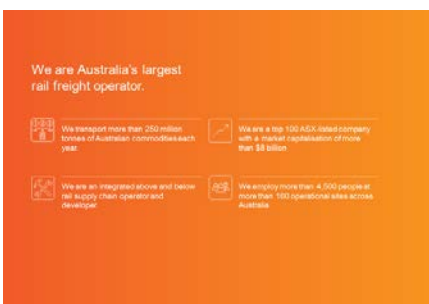 We are Australia's largest
rail freight operator.
We transport more than 250 million
tonnes of Australian commodities each
year.
We are a top 100 ASX-listed company
with a market capitalisation of more
than $8 billion
We are an integrated above and below
rail supply chain operator and
developer
We employ more than 4,500 people at
more than 100 operational sites across
Australia